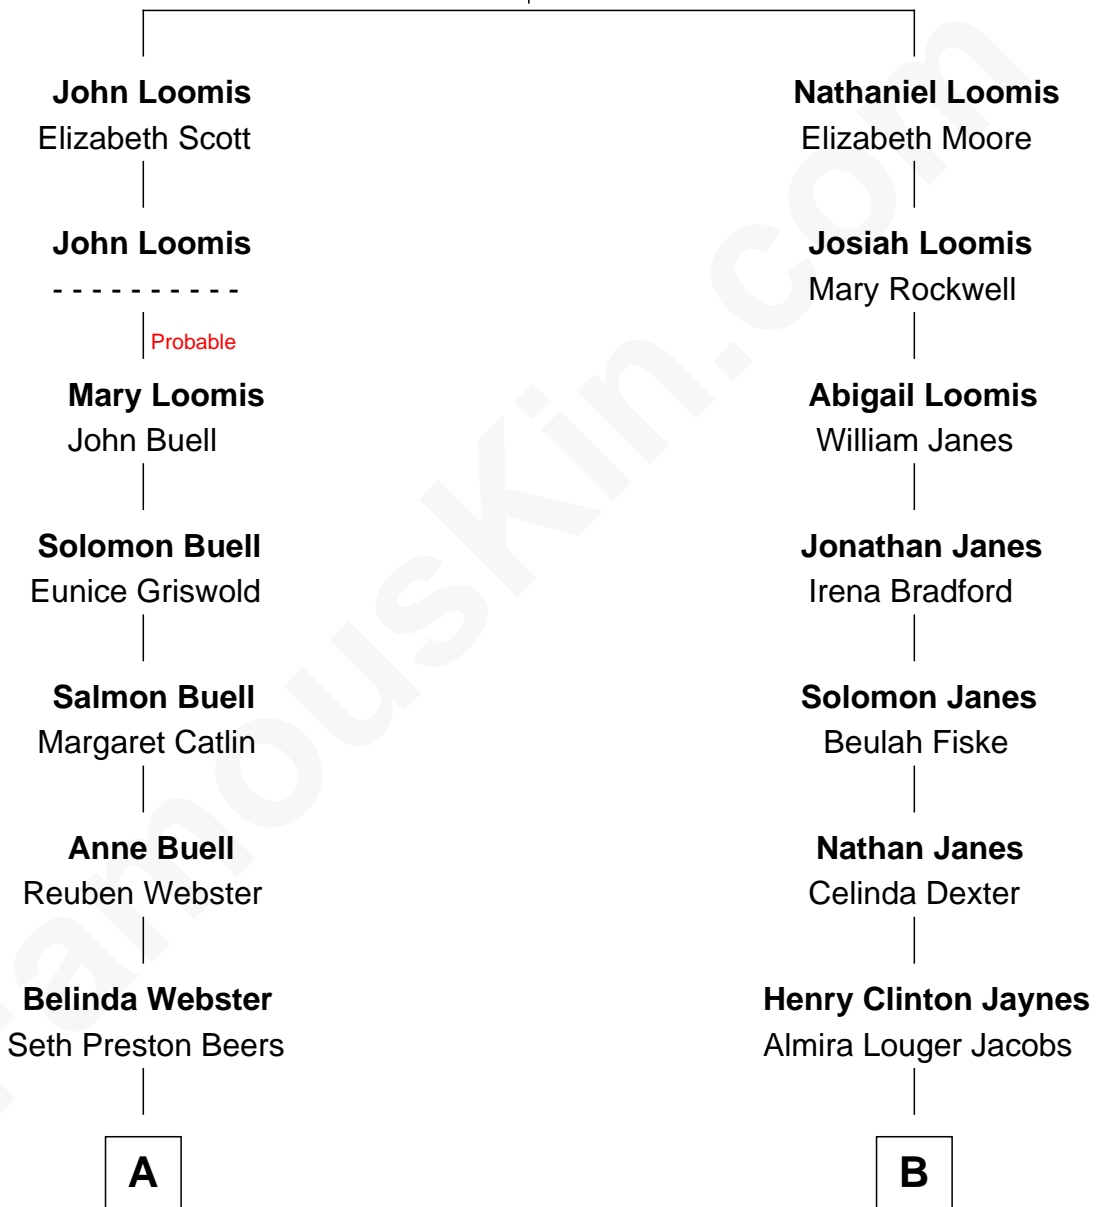 John Loomis
Elizabeth Scott
John Loomis
- - - - - - - - - -
Probable
Mary Loomis
John Buell
Solomon Buell
Eunice Griswold
Salmon Buell
Margaret Catlin
Anne Buell
Reuben Webster
Belinda Webster
Seth Preston Beers
A
Nathaniel Loomis
Elizabeth Moore
Josiah Loomis
Mary Rockwell
Abigail Loomis
William Janes
Jonathan Janes
Irena Bradford
Solomon Janes
Beulah Fiske
Nathan Janes
Celinda Dexter
Henry Clinton Jaynes
Almira Louger Jacobs
B
FamousKin.com